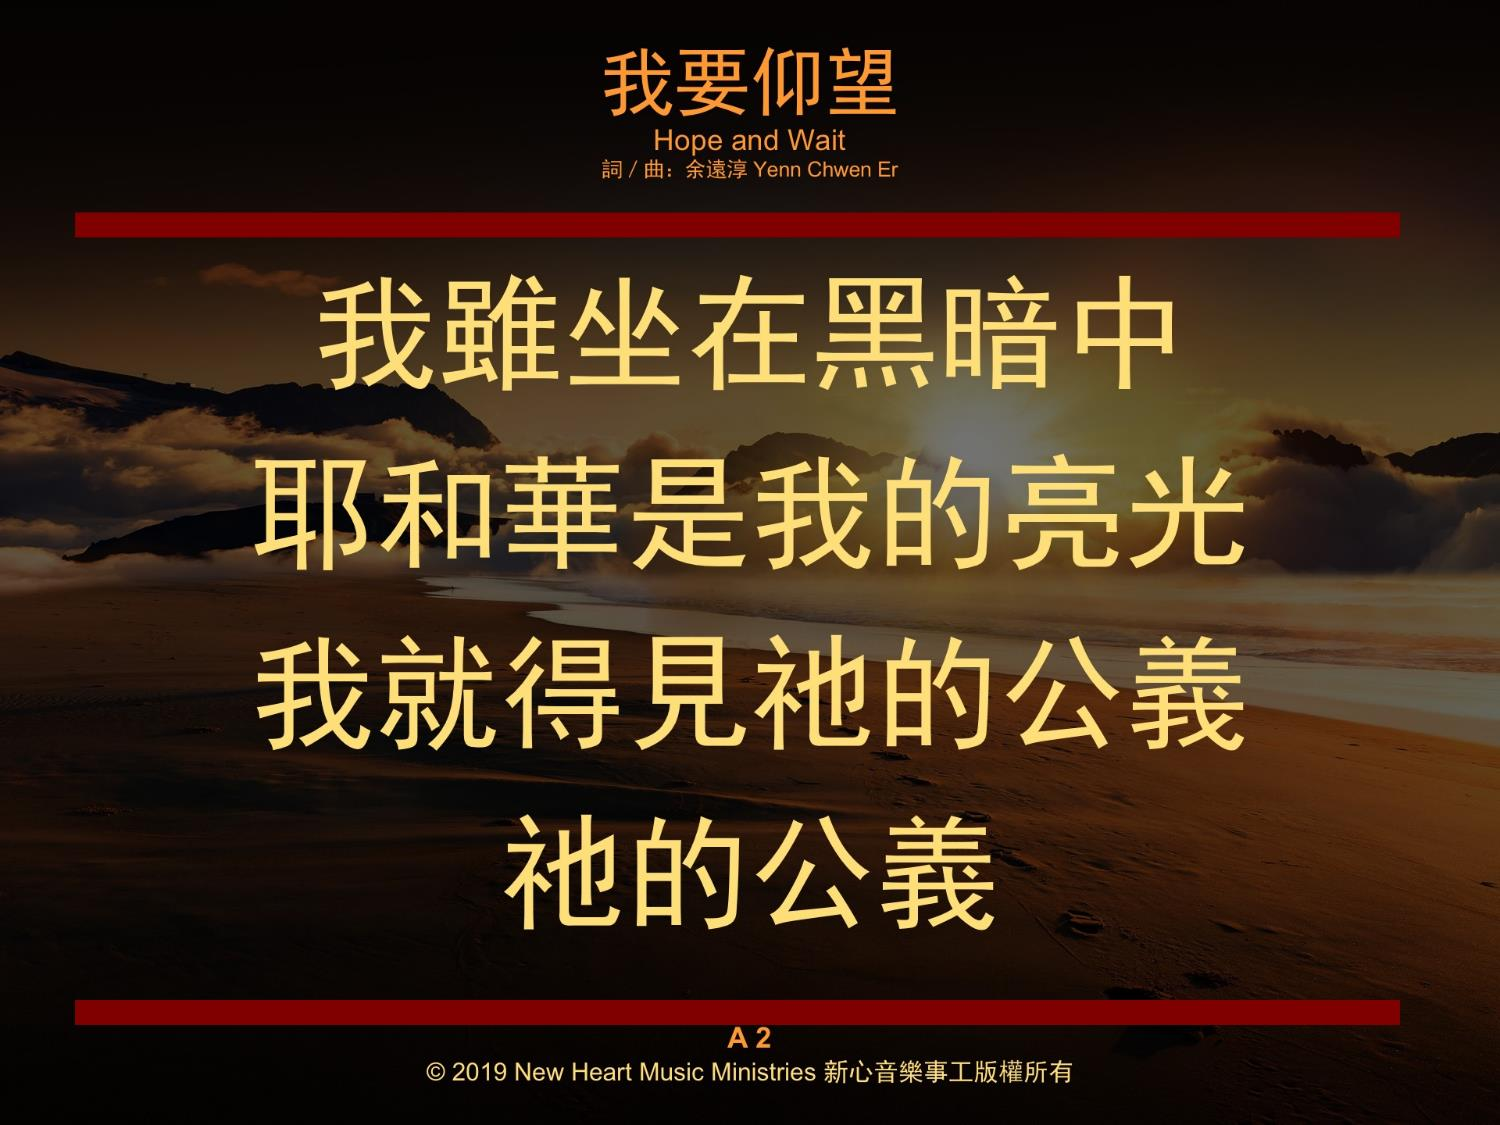 我要仰望
Hope and Wait
詞 / 曲：余遠淳 Yenn Chwen Er
我雖坐在黑暗中
耶和華是我的亮光
我就得見祂的公義
祂的公義
A 2
© 2019 New Heart Music Ministries 新心音樂事工版權所有